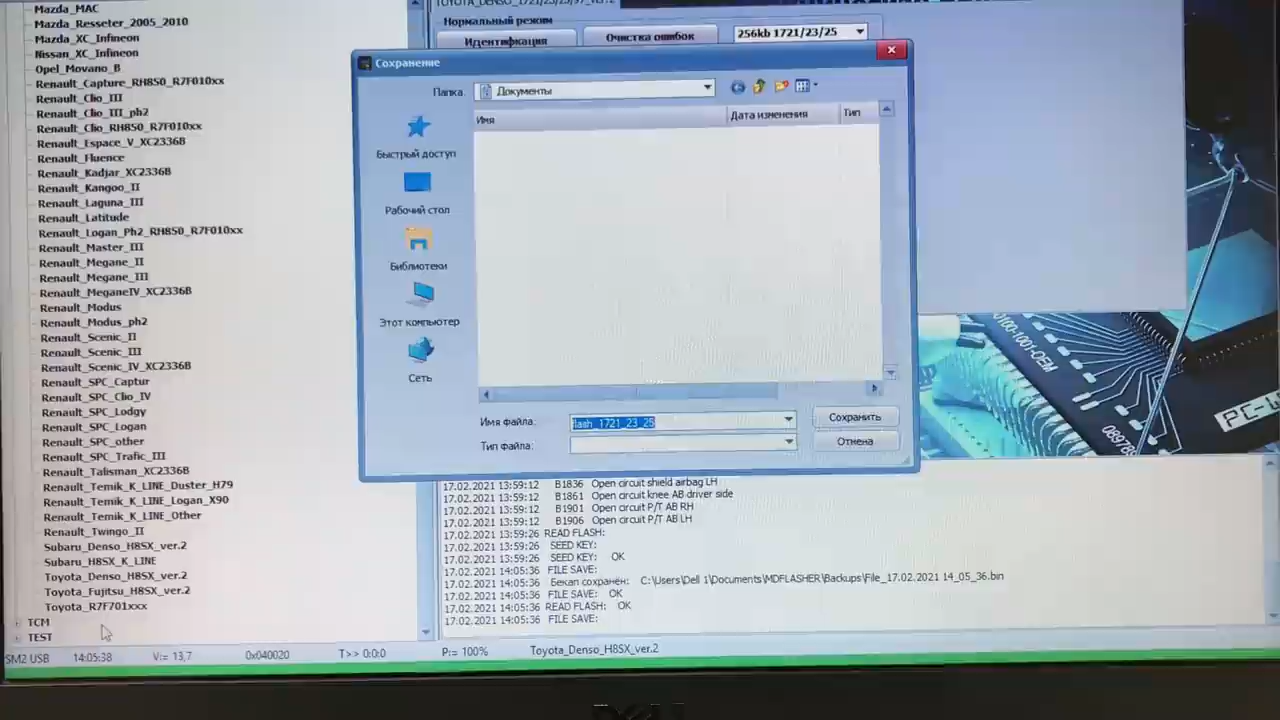 Mazda_MAC
Mazda_Resseter_2005_2010
Mazda_XC_Infineon
Nissan_XC_Infineon
Opel_Movano_B
Renault_Capture_RH850_R7F010xx
Renault_Clio_III
Renault_Clio_III_ph2
Renault_Clio_RH850_R7F010xx
Renault_Espace_V_XC2336B
Renault_Fluence
Renault_Kadjar_XC2336B
Renault_Kangoo_II
Renault_Laguna_III
Renault_Latitude
Renault_Logan_Ph2_RH850_R7F010xx
Renault_Master_III
Renault_Megane_II
Renault_Megane_III
Renault_MeganeIV_XC2336B
Renault_Modus
Renault_Modus_ph2
Renault_Scenic_II
Renault_Scenic_III
Renault_Scenic_IV_XC2336B
Renault_SPC_Captur
Renault_SPC_Clio_IV
Renault_SPC_Lodgy
Renault_SPC_Logan
Renault_SPC_other
Renault_SPC_Trafic_III
Renault_Talisman_XC2336B
Renault_Temik_K_LINE_Duster_H79
Renault_Temik_K_LINE_Logan_X90
Renault_Temik_K_LINE_Other
Renault_Twingo_II
Subaru_Denso_H8SX_ver.2
Subaru_H8SX_K_LINE
Toyota_Denso_H8SX_ver.2
Toyota_Fujitsu_H8SX_ver.2
Toyota_R7F701xxx
TCM
TEST
Нормальный режим
Идентификация
Очистка ошибок
256kb 1721/23/25
Сохранение
Папка:
Документы
Имя
Дата изменения
Тип
Быстрый доступ
Рабочий стол
Библиотеки
Этот компьютер
Сеть
Имя файла:
flash_1721_23_25
Сохранить
Тип файла:
Отмена
0100-1001-OEM
PC-W
089782
17.02.2021 13:59:12 B1836 Open circuit shield airbag LH
17.02.2021 13:59:12 B1861 Open circuit knee AB driver side
17.02.2021 13:59:12 B1901 Open circuit P/T AB RH
17.02.2021 13:59:12 B1906 Open circuit P/T AB LH
17.02.2021 13:59:26 READ FLASH:
17.02.2021 13:59:26 SEED KEY:
17.02.2021 13:59:26 SEED KEY: OK
17.02.2021 14:05:36 FILE SAVE:
17.02.2021 14:05:36 Бекап сохранен: C:\Users\Dell 1\Documents\MDFLASHER\Backups\File_17.02.2021 14_05_36.bin
17.02.2021 14:05:36 FILE SAVE: OK
17.02.2021 14:05:36 READ FLASH: OK
17.02.2021 14:05:36 FILE SAVE:
SM2 USB 14:05:38 V:= 13,7 0x040020 T>> 0:0:0 P:= 100% Toyota_Denso_H8SX_ver.2